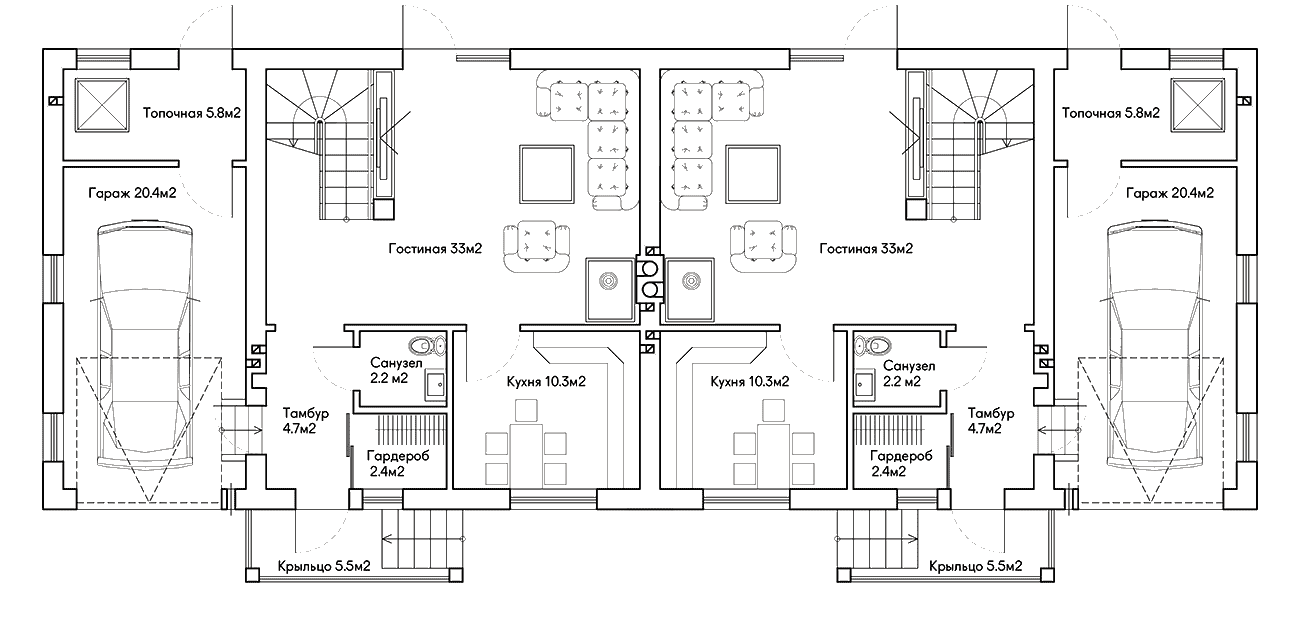 Топочная 5.8м2
Топочная 5.8м2
Гараж 20.4м2
Гараж 20.4м2
Гостиная 33м2
Гостиная 33м2
Санузел
2.2 м2
Кухня 10.3м2
Кухня 10.3м2
Санузел
2.2 м2
Тамбур
4.7м2
Тамбур
4.7м2
Гардероб
2.4м2
Гардероб
2.4м2
Крыльцо 5.5м2
Крыльцо 5.5м2